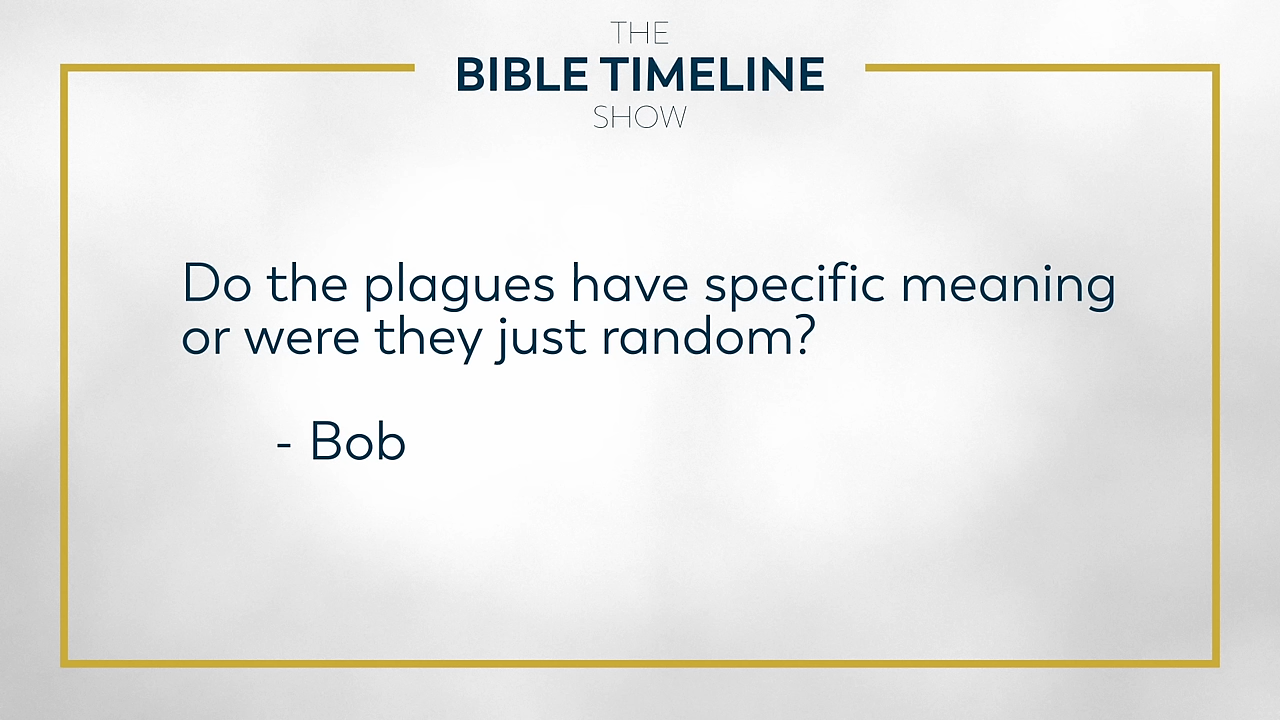 THE
BIBLE TIMELINE
SHOW
Do the plagues have specific meaning
or were they just random?
- Bob